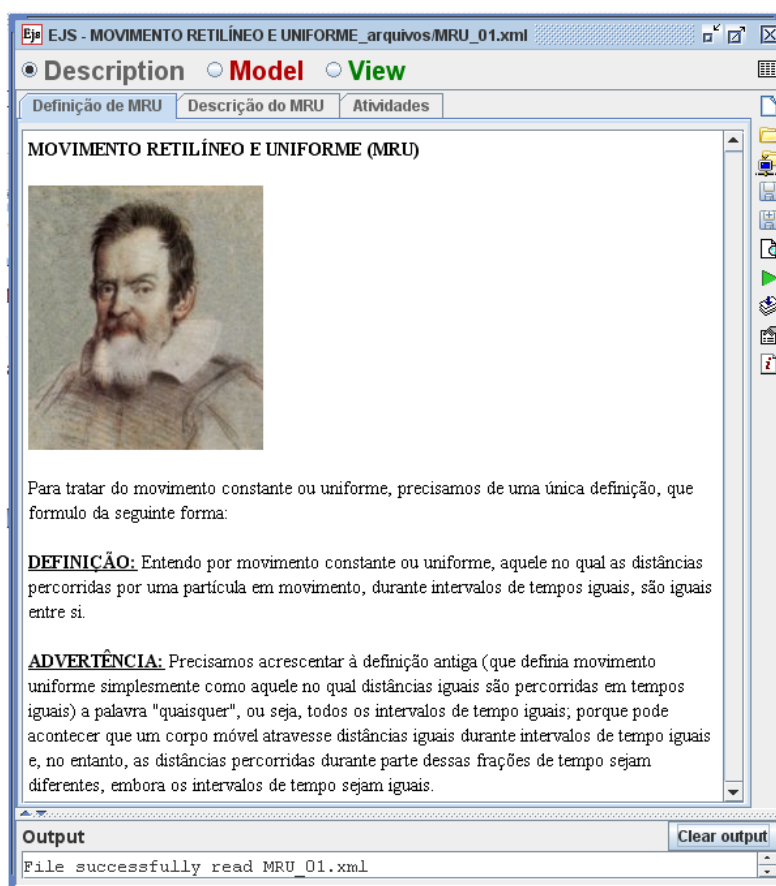 Ejs EJS - MOVIMENTO RETILÍNEO E UNIFORME_arquivos/MRU_01.xml
Description Model View
Definição de MRU Descrição do MRU Atividades
MOVIMENTO RETILÍNEO E UNIFORME (MRU)
Para tratar do movimento constante ou uniforme, precisamos de uma única definição, que
formulo da seguinte forma:
DEFINIÇÃO: Entendo por movimento constante ou uniforme, aquele no qual as distâncias
percorridas por uma partícula em movimento, durante intervalos de tempos iguais, são iguais
entre si.
ADVERTÊNCIA: Precisamos acrescentar à definição antiga (que definia movimento
uniforme simplesmente como aquele no qual distâncias iguais são percorridas em tempos
iguais) a palavra "quaisquer", ou seja, todos os intervalos de tempo iguais; porque pode
acontecer que um corpo móvel atravesse distâncias iguais durante intervalos de tempo iguais
e, no entanto, as distâncias percorridas durante parte dessas frações de tempo sejam
diferentes, embora os intervalos de tempo sejam iguais.
Output Clear output
File successfully read MRU_01.xml